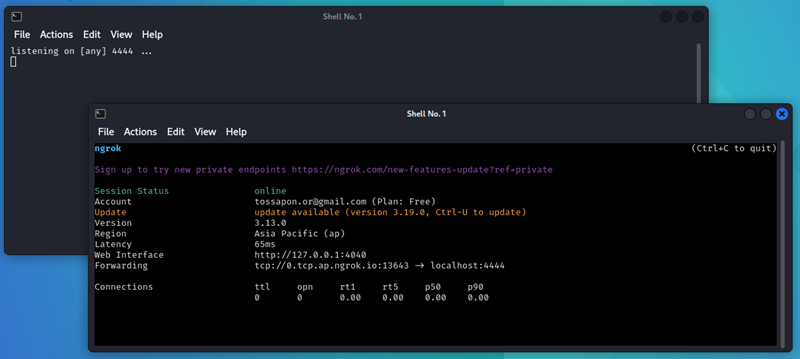 Shell No. 1
File Actions Edit View Help
listening on [any] 4444 ...
Shell No. 1
File Actions Edit View Help
ngrok (Ctrl+C to quit)
Sign up to try new private endpoints https://ngrok.com/new-features-update?ref=private
Session Status online
Account tossapon.or@gmail.com (Plan: Free)
Update update available (version 3.19.0, Ctrl-U to update)
Version 3.13.0
Region Asia Pacific (ap)
Latency 65ms
Web Interface http://127.0.0.1:4040
Forwarding tcp://0.tcp.ap.ngrok.io:13643 -> localhost:4444
Connections ttl opn rt1 rt5 p50 p90
0 0 0.00 0.00 0.00 0.00